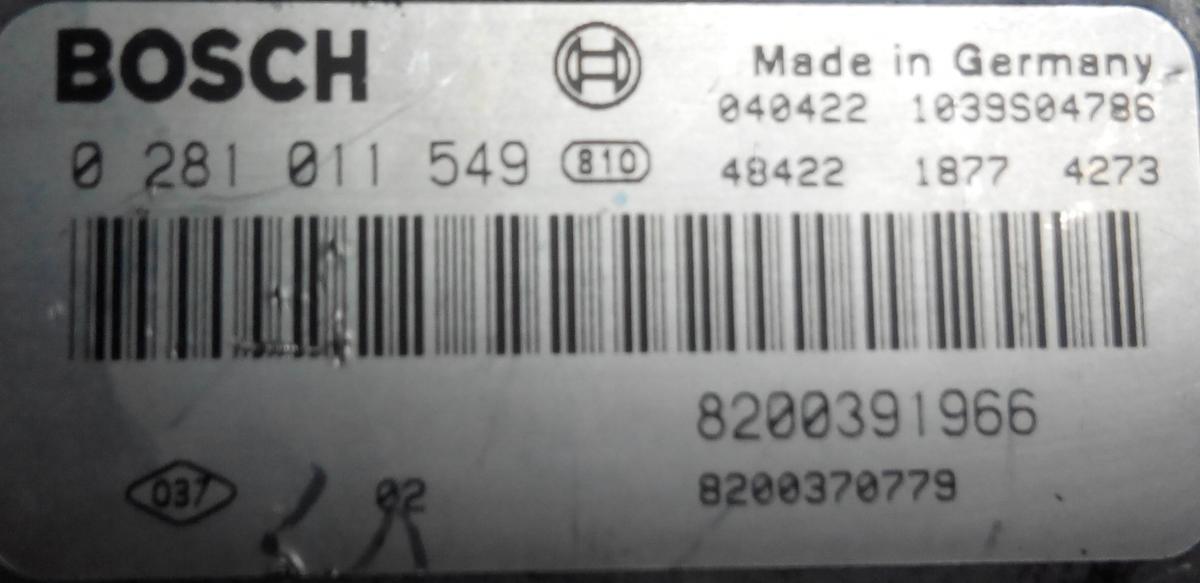 BOSCH
Made in Germany
040422 1039S04786
0 281 011 549 810
48422 1877 4273
8200391966
037 02
8200370779